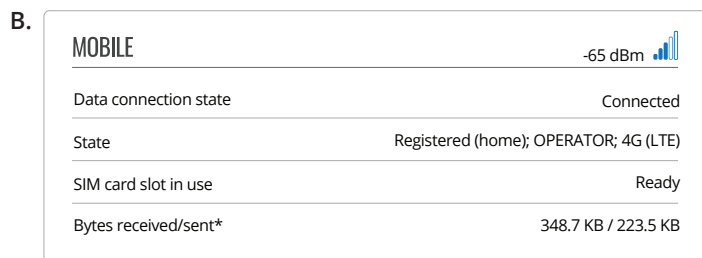 B.
MOBILE -65 dBm
Data connection state Connected
State Registered (home); OPERATOR; 4G (LTE)
SIM card slot in use Ready
Bytes received/sent* 348.7 KB / 223.5 KB